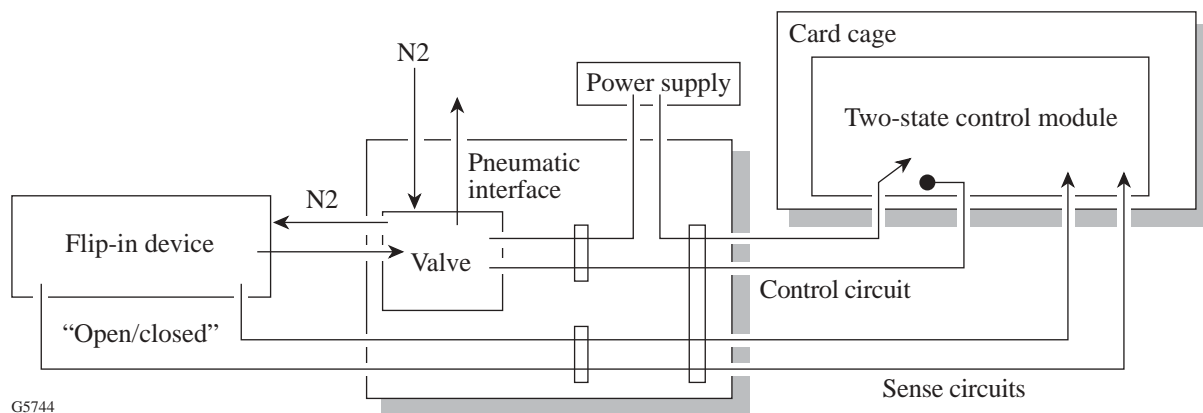 Card cage
N2
Power supply
Two-state control module
Pneumatic
interface
N2
Flip-in device
Valve
Control circuit
“Open/closed”
Sense circuits
G5744